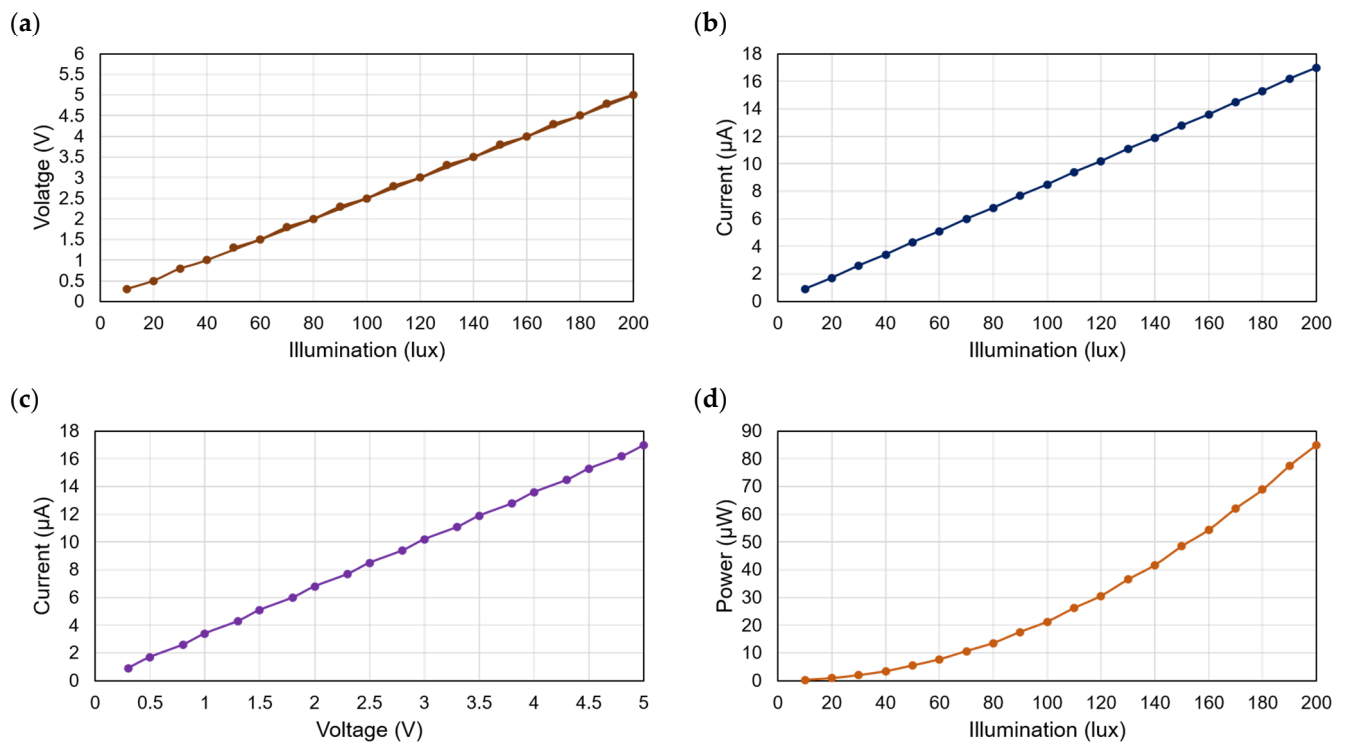 (a)
6
5.5
5
4.5
4
3.5
3
2.5
2
1.5
1
0.5
0
Volatge (V)
0 20 40 60 80 100 120 140 160 180 200
Illumination (lux)
(b)
18
16
14
12
10
8
6
4
2
0
Current (µA)
0 20 40 60 80 100 120 140 160 180 200
Illumination (lux)
(c)
18
16
14
12
10
8
6
4
2
0
Current (µA)
0 0.5 1 1.5 2 2.5 3 3.5 4 4.5 5
Voltage (V)
(d)
90
80
70
60
50
40
30
20
10
0
Power (µW)
0 20 40 60 80 100 120 140 160 180 200
Illumination (lux)